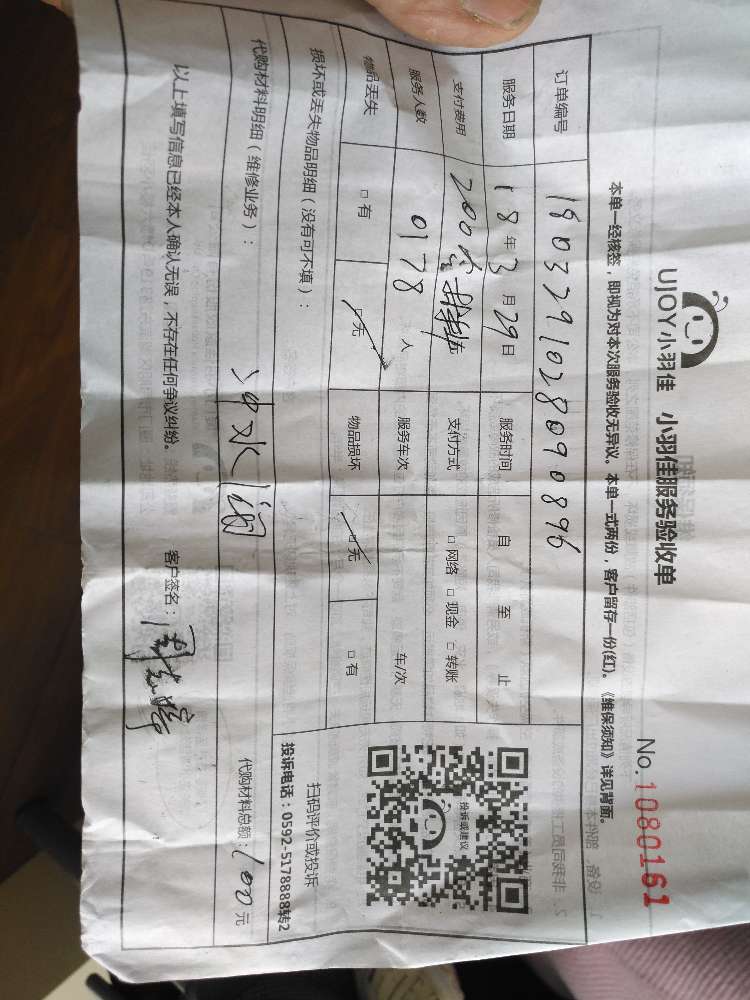 UJOY小羽佳 小羽佳服务验收单
No. 1080161
本单一经核签，即视为对本次服务验收无异议。本单一式两份，客户留存一份(红)。《维保须知》详见背面。
订单编号 1803291028090896
服务日期 18年3月29日 服务时间 自 至 止
支付费用 200 支付方式 □网络 □现金 □转账
服务人数 0178 人 服务车次 车/次
物品丢失 □有 □无 物品损坏 □无 □有
投诉或建议
扫码评价或投诉
投诉电话：0592-5178888转2
损坏或丢失物品明细（没有可不填）：
代购材料明细（维修业务）： 冲水阀 代购材料总额：100元
以上填写信息已经本人确认无误，不存在任何争议纠纷。 客户签名：